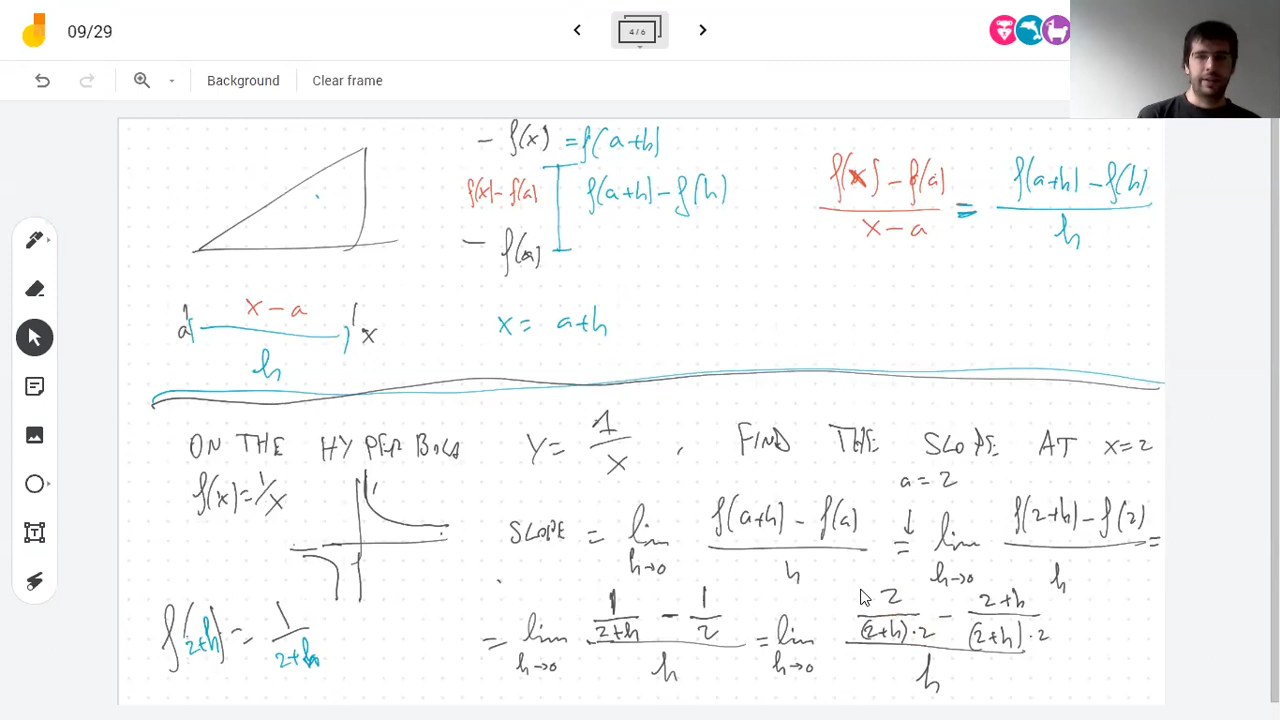 09/29
4 / 6
Background
Clear frame
— f(x) = f(a+h)
f(x) – f(a)
f(a+h) – f(h)
— f(a)
f(x) – f(a) / x – a = f(a+h) – f(h) / h
a x – a x
h
x = a+h
ON THE HYPERBOLA y = 1/x , FIND THE SLOPE AT x=2
f(x) = 1/x
a = 2
SLOPE = lim h→0 f(a+h) – f(a) / h = lim h→0 f(2+h) – f(2) / h =
f(2+h) = 1/2+h
= lim h→0 1/2+h – 1/2 / h = lim h→0 2/(2+h)·2 – 2+h/(2+h)·2 / h